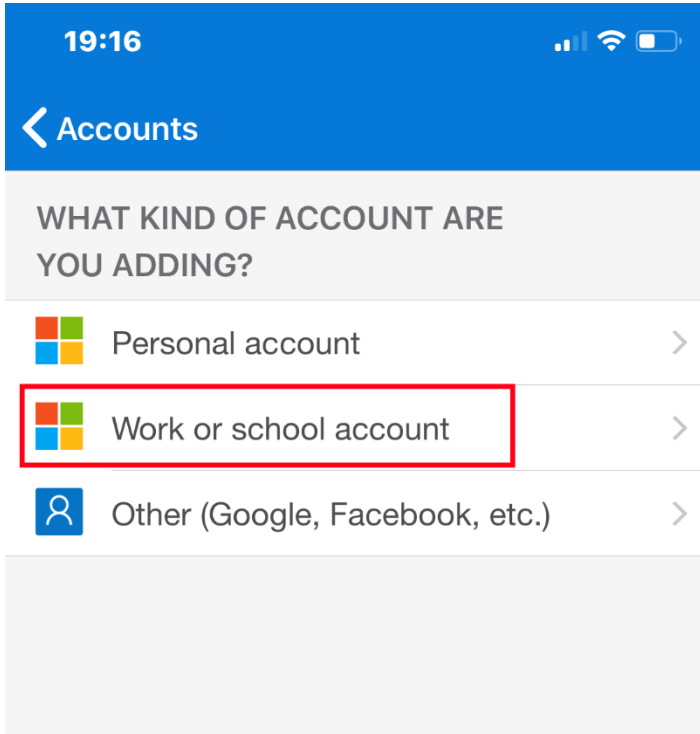 19:16
Accounts
WHAT KIND OF ACCOUNT ARE
YOU ADDING?
Personal account
Work or school account
Other (Google, Facebook, etc.)